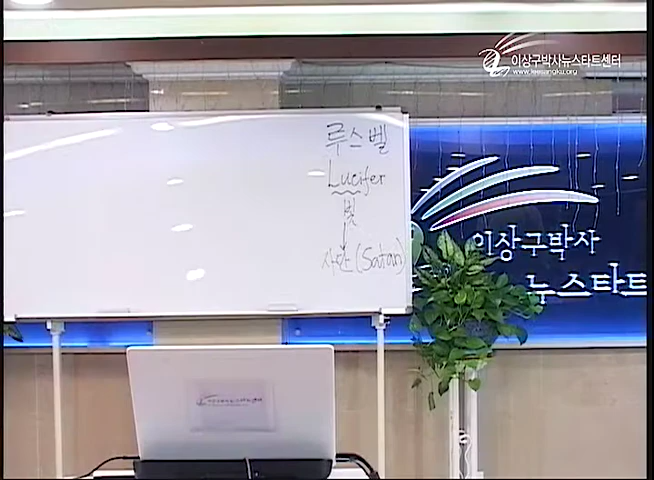 이상구박사뉴스타트센터
www.leesangku.org
루스벨
Lucifer
빛
사탄(Satan)
이상구박사
뉴스타트